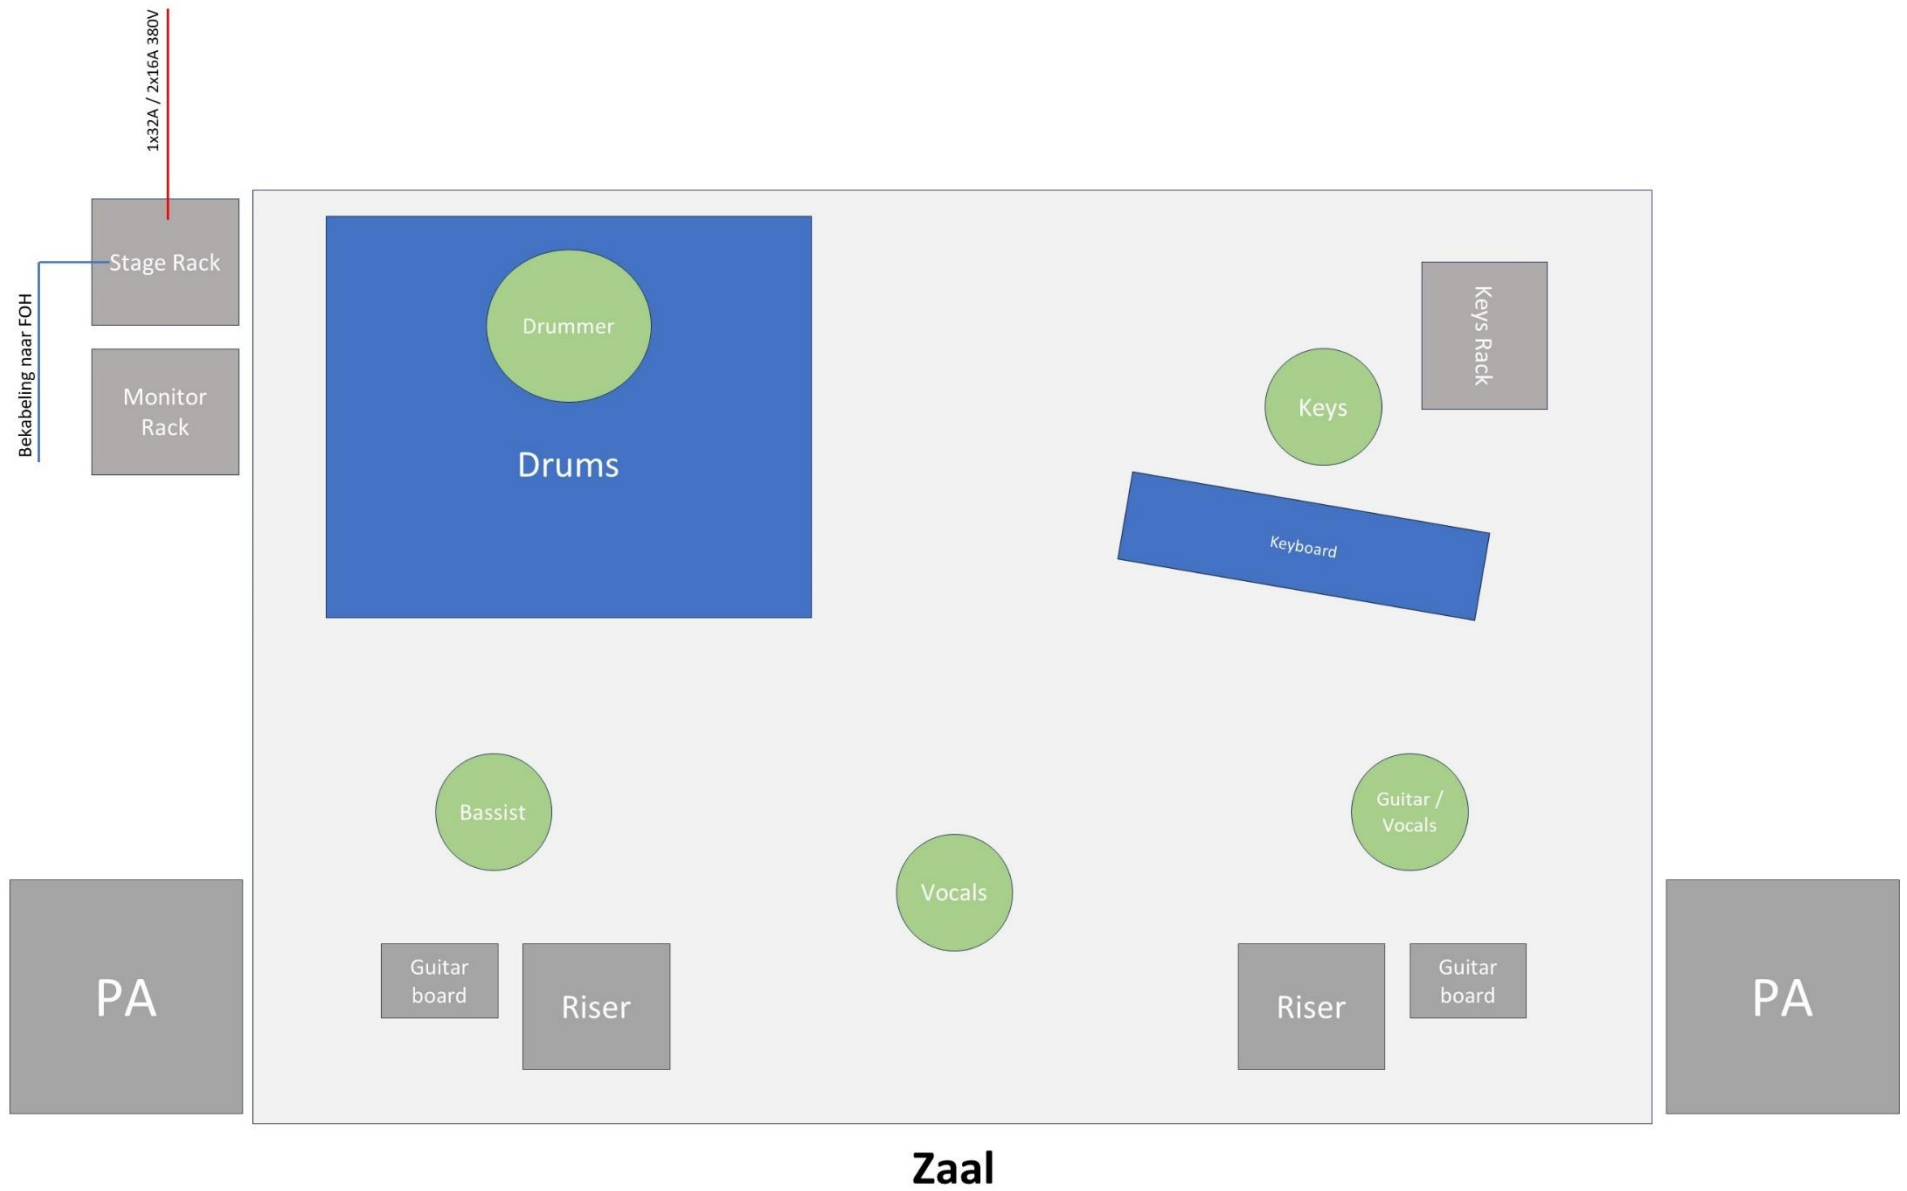 1x32A / 2x16A 380V
Stage Rack
Bekabeling naar FOH
Monitor
Rack
Drummer
Drums
Keys Rack
Keys
Keyboard
Bassist
Guitar /
Vocals
Vocals
PA
Guitar
board
Riser
Riser
Guitar
board
PA
Zaal